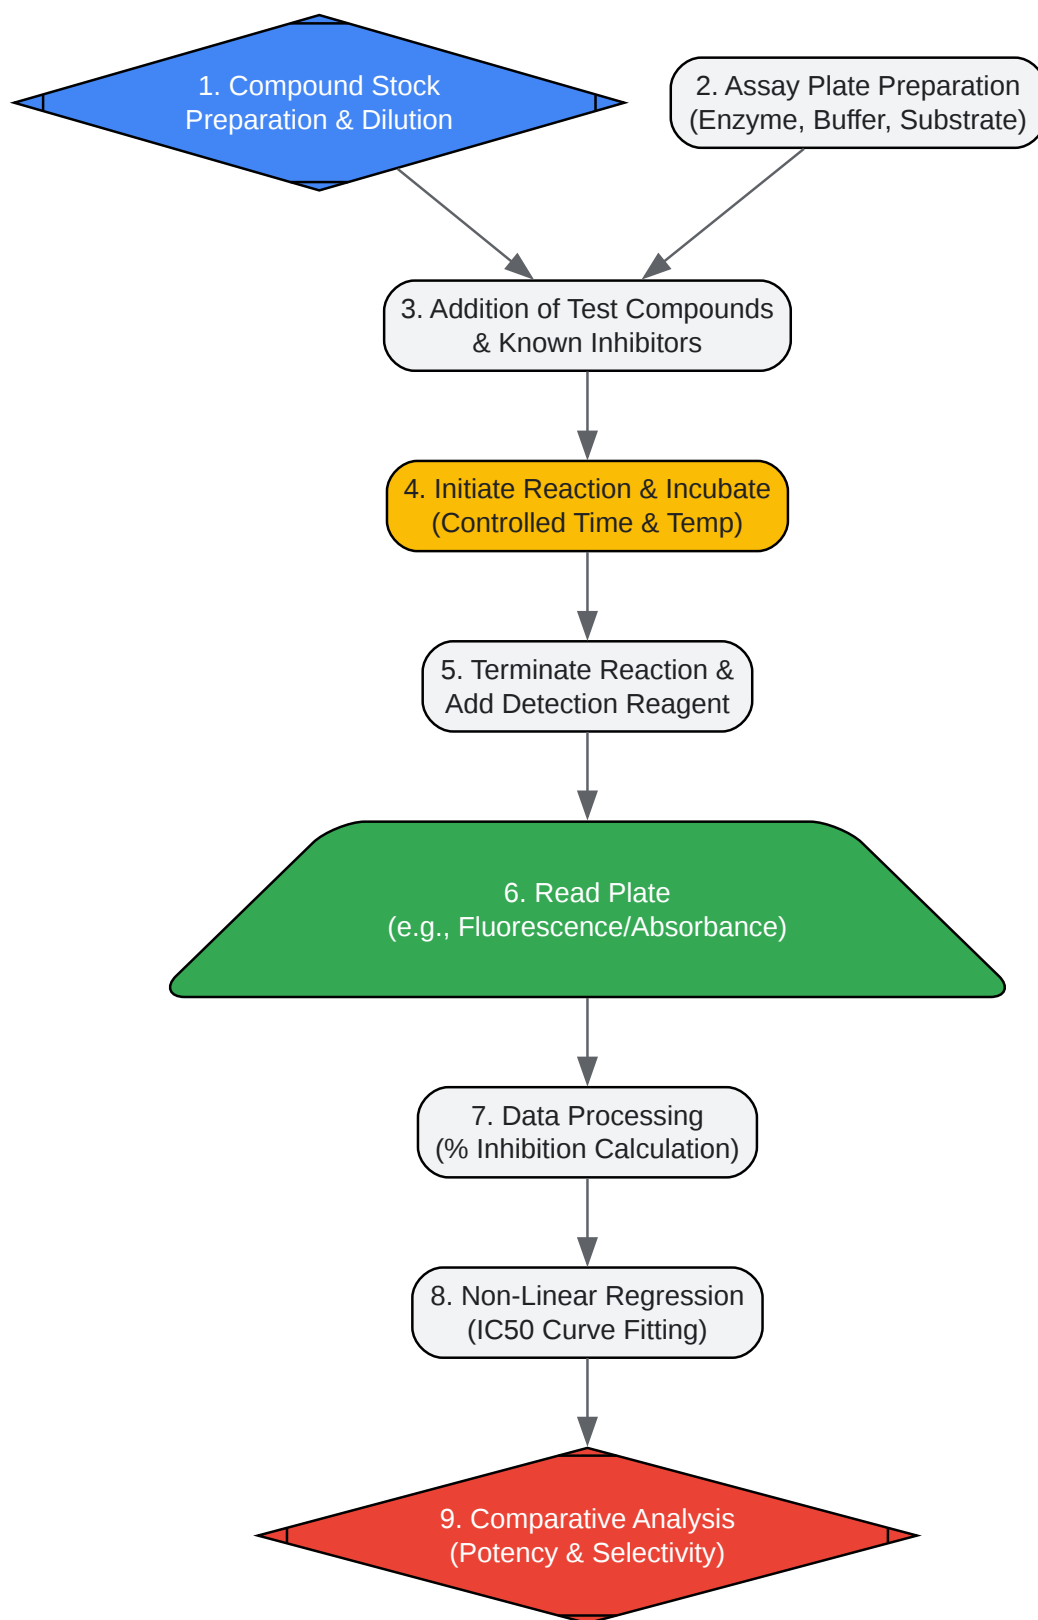 1. Compound Stock
Preparation & Dilution
2. Assay Plate Preparation
(Enzyme, Buffer, Substrate)
3. Addition of Test Compounds
& Known Inhibitors
4. Initiate Reaction & Incubate
(Controlled Time & Temp)
5. Terminate Reaction &
Add Detection Reagent
6. Read Plate
(e.g., Fluorescence/Absorbance)
7. Data Processing
(% Inhibition Calculation)
8. Non-Linear Regression
(IC50 Curve Fitting)
9. Comparative Analysis
(Potency & Selectivity)